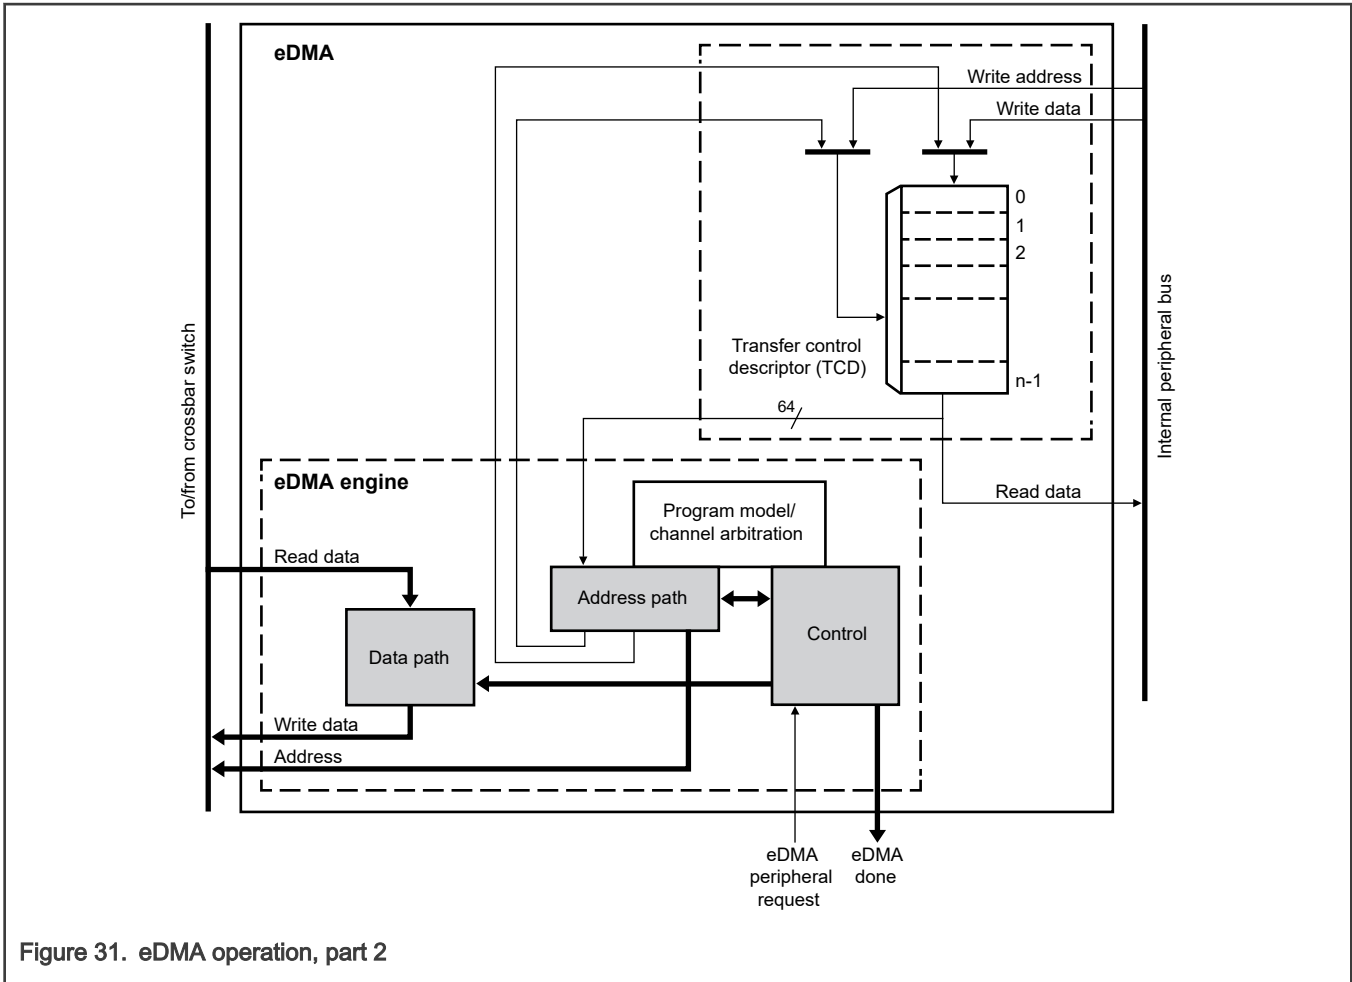 eDMA
Write address
Write data
0
1
2
n-1
Transfer control
descriptor (TCD)
64
To/from crossbar switch
Internal peripheral bus
eDMA engine
Read data
Program model/
channel arbitration
Read data
Address path
Control
Data path
Write data
Address
eDMA
peripheral
request
eDMA
done
Figure 31. eDMA operation, part 2